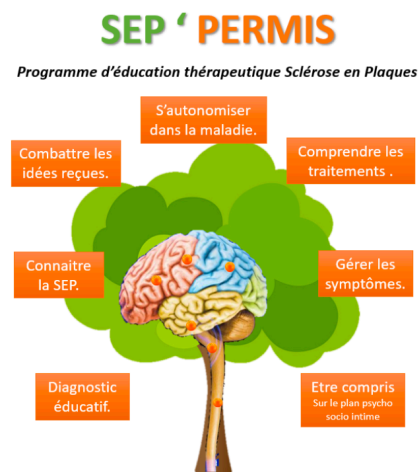 SEP ‘ PERMIS
Programme d’éducation thérapeutique Sclérose en Plaques
S’autonomiser
dans la maladie.
Combattre les
idées reçues.
Comprendre les
traitements .
Connaitre
la SEP.
Gérer les
symptômes.
Diagnostic
éducatif.
Etre compris
Sur le plan psycho
socio intime